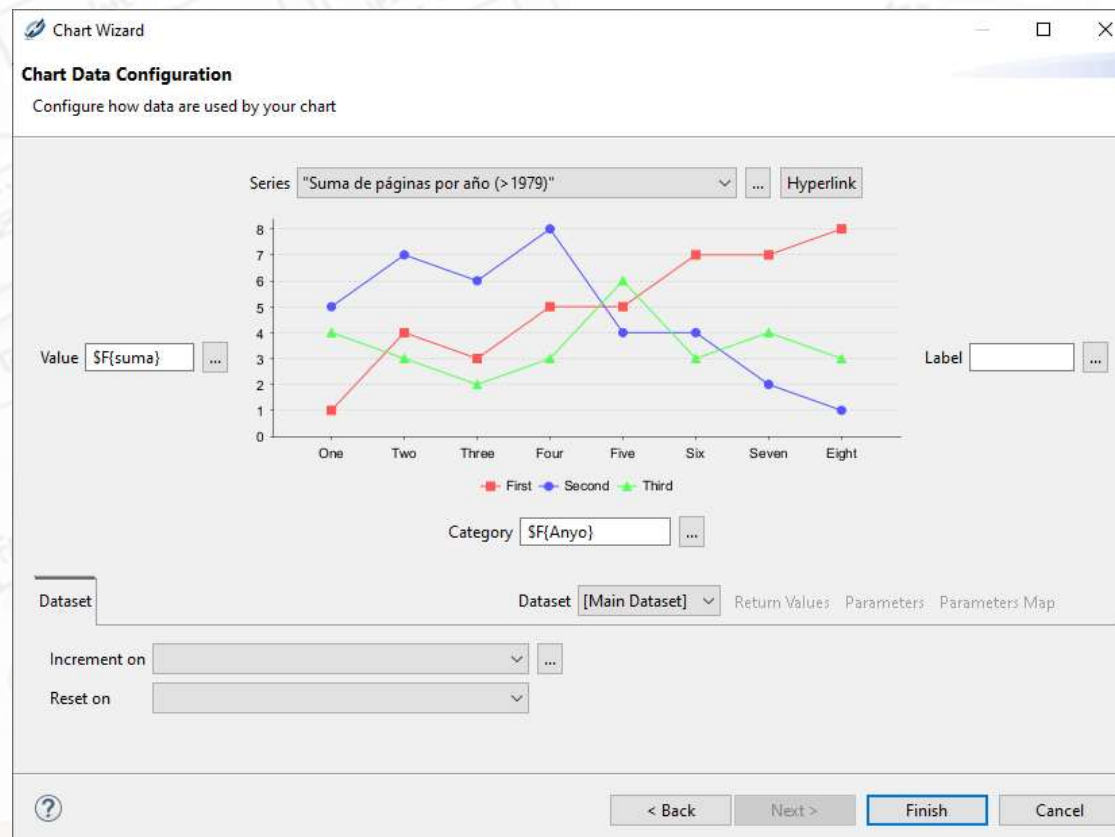 Chart Wizard
Chart Data Configuration
Configure how data are used by your chart
Series "Suma de páginas por año (>1979)" ... Hyperlink
8
7
6
5
4
3
2
1
0
Value $F{suma} ...
Label ...
One Two Three Four Five Six Seven Eight
First Second Third
Category $F{Anyo} ...
Dataset
Dataset [Main Dataset] Return Values Parameters Parameters Map
Increment on ...
Reset on
? < Back Next > Finish Cancel